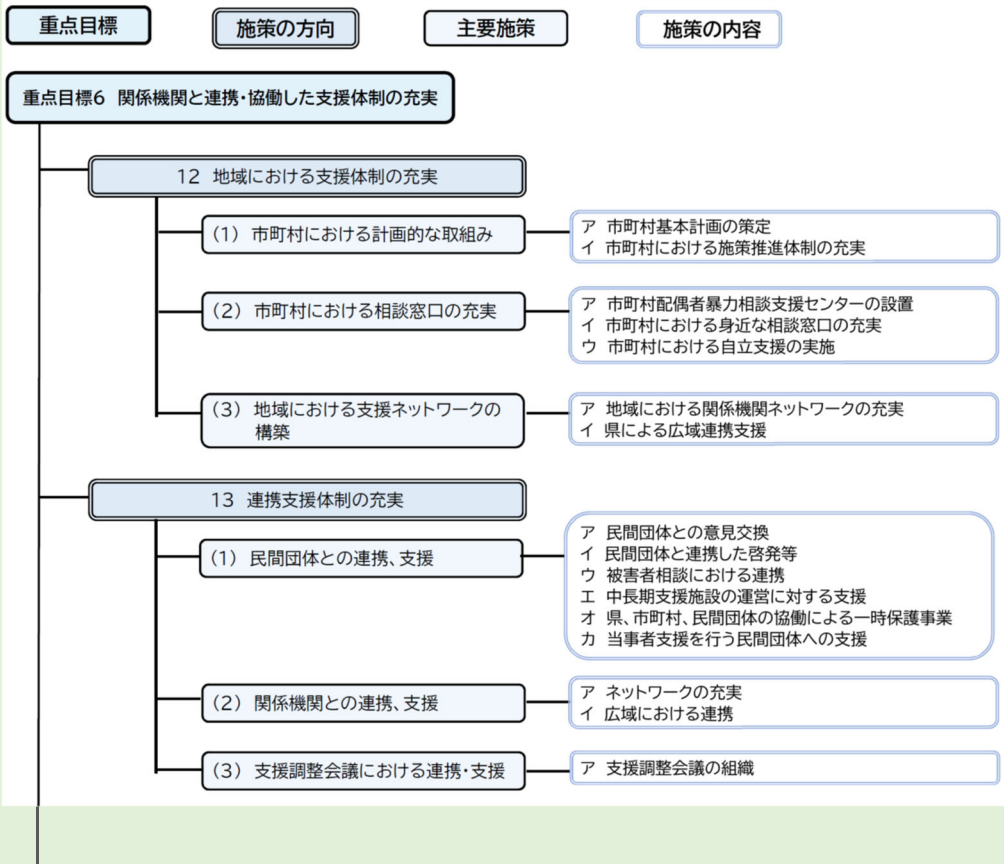 重点目標
施策の方向
主要施策
施策の内容
重点目標6 関係機関と連携・協働した支援体制の充実
12 地域における支援体制の充実
(1) 市町村における計画的な取組み
ア 市町村基本計画の策定
イ 市町村における施策推進体制の充実
(2) 市町村における相談窓口の充実
ア 市町村配偶者暴力相談支援センターの設置
イ 市町村における身近な相談窓口の充実
ウ 市町村における自立支援の実施
(3) 地域における支援ネットワークの
構築
ア 地域における関係機関ネットワークの充実
イ 県による広域連携支援
13 連携支援体制の充実
(1) 民間団体との連携、支援
ア 民間団体との意見交換
イ 民間団体と連携した啓発等
ウ 被害者相談における連携
エ 中長期支援施設の運営に対する支援
オ 県、市町村、民間団体の協働による一時保護事業
カ 当事者支援を行う民間団体への支援
(2) 関係機関との連携、支援
ア ネットワークの充実
イ 広域における連携
(3) 支援調整会議における連携・支援
ア 支援調整会議の組織